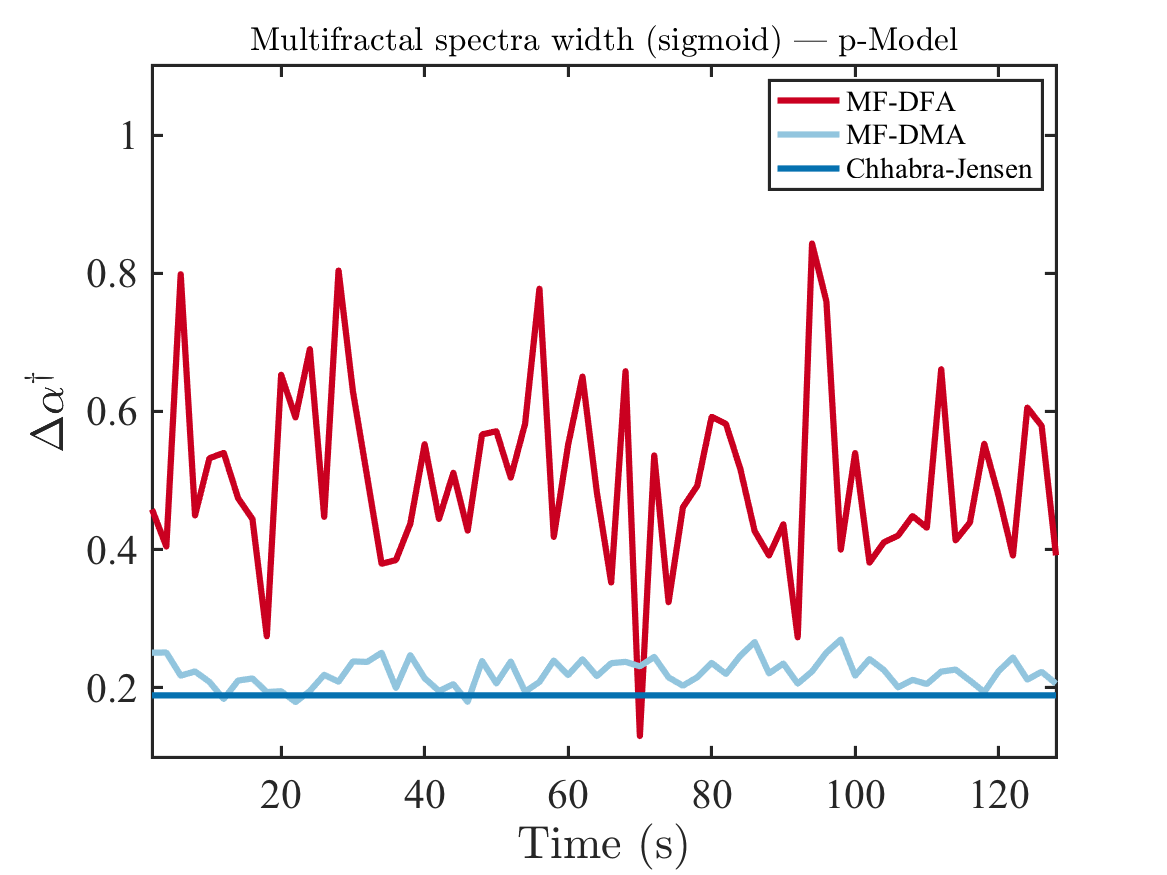 Multifractal spectra width (sigmoid) — p-Model
MF-DFA
MF-DMA
Chhabra-Jensen
1
0.8
0.6
0.4
0.2
Δα†
20 40 60 80 100 120
Time (s)